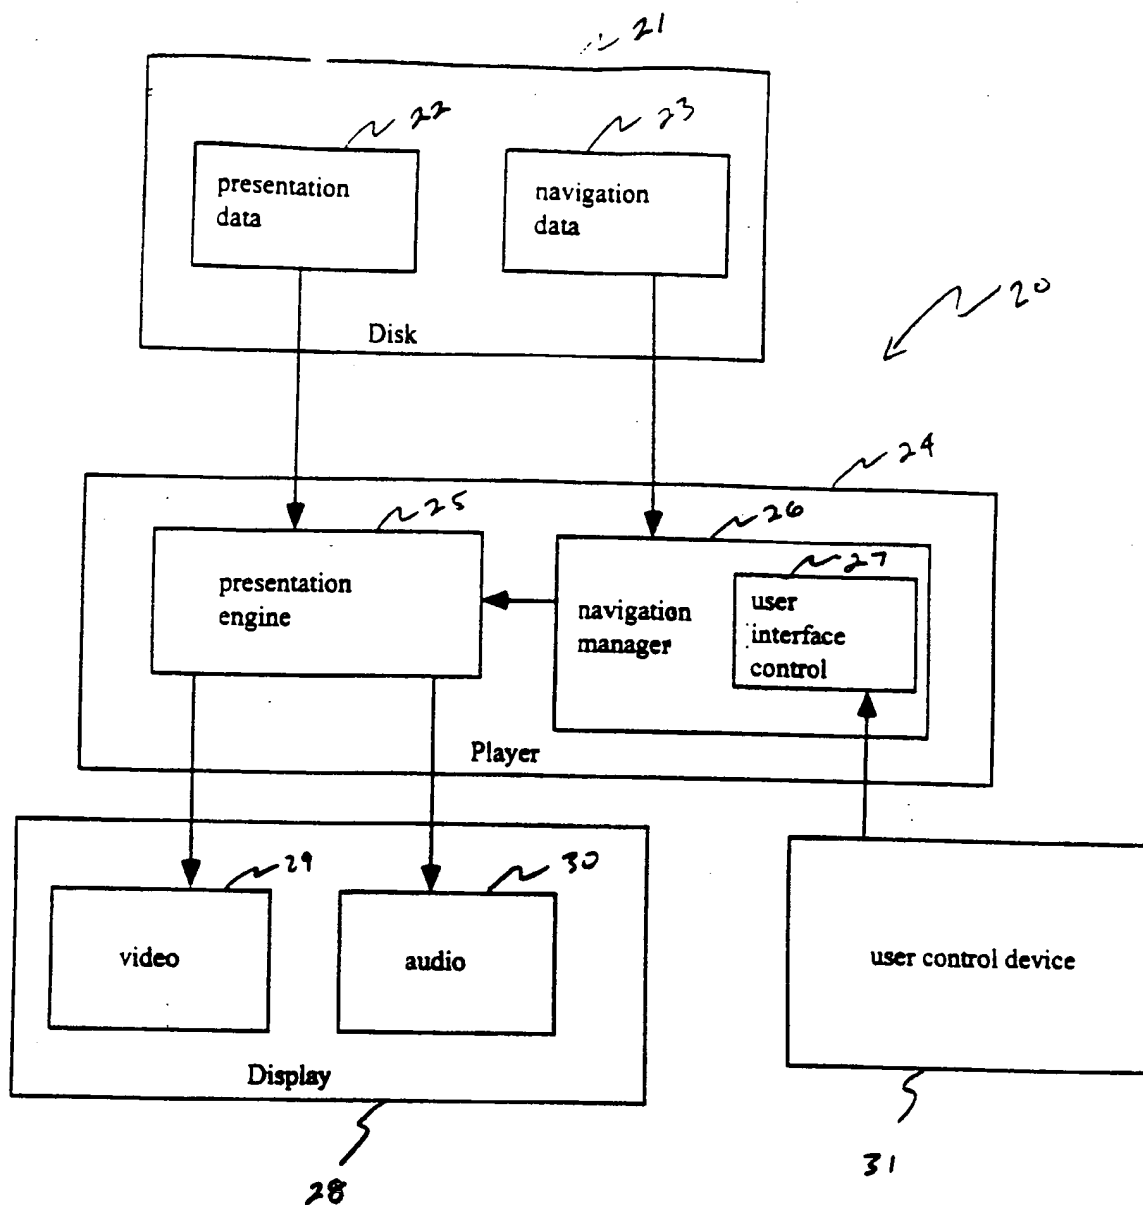 21
22
23
presentation
data
navigation
data
20
Disk
24
25
26
27
presentation
engine
navigation
manager
user
interface
control
Player
29
30
video
audio
user control device
Display
28
31